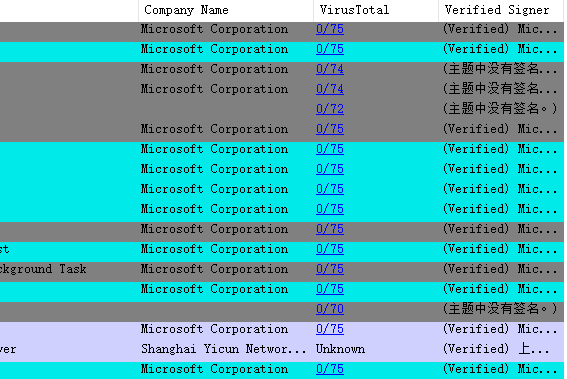 Company Name VirusTotal Verified Signer
Microsoft Corporation 0/75 (Verified) Mic...
Microsoft Corporation 0/75 (Verified) Mic...
Microsoft Corporation 0/74 (主题中没有签名...
Microsoft Corporation 0/74 (主题中没有签名...
0/72 (主题中没有签名。)
Microsoft Corporation 0/75 (Verified) Mic...
Microsoft Corporation 0/75 (Verified) Mic...
Microsoft Corporation 0/75 (Verified) Mic...
Microsoft Corporation 0/75 (Verified) Mic...
Microsoft Corporation 0/75 (Verified) Mic...
Microsoft Corporation 0/75 (Verified) Mic...
st Microsoft Corporation 0/75 (Verified) Mic...
ckground Task Microsoft Corporation 0/75 (Verified) Mic...
Microsoft Corporation 0/75 (Verified) Mic...
0/70 (主题中没有签名。)
Microsoft Corporation 0/75 (Verified) Mic...
ver Shanghai Yicun Networ... Unknown (Verified) 上...
Microsoft Corporation 0/75 (Verified) Mic...